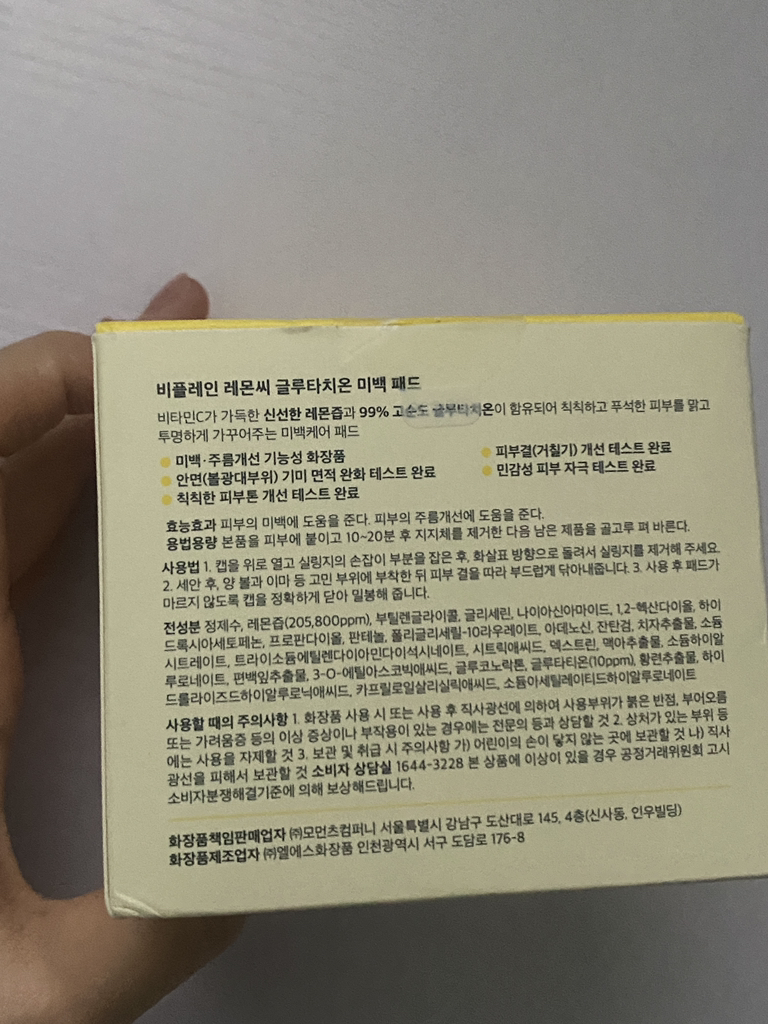 비플레인 레몬씨 글루타치온 미백 패드
비타민C가 가득한 신선한 레몬즙과 99% 고순도 글루타치온이 함유되어 칙칙하고 푸석한 피부를 맑고
투명하게 가꾸어주는 미백케어 패드
미백·주름개선 기능성 화장품
안면(볼광대부위) 기미 면적 완화 테스트 완료
칙칙한 피부톤 개선 테스트 완료
피부결(거칠기) 개선 테스트 완료
민감성 피부 자극 테스트 완료
효능효과 피부의 미백에 도움을 준다. 피부의 주름개선에 도움을 준다.
용법용량 본품을 피부에 붙이고 10~20분 후 지지체를 제거한 다음 남은 제품을 골고루 펴 바른다.
사용법 1. 캡을 위로 열고 실링지의 손잡이 부분을 잡은 후, 화살표 방향으로 돌려서 실링지를 제거해 주세요.
2. 세안 후, 양 볼과 이마 등 고민 부위에 부착한 뒤 피부 결을 따라 부드럽게 닦아내줍니다. 3. 사용 후 패드가
마르지 않도록 캡을 정확하게 닫아 밀봉해 줍니다.
전성분 정제수, 레몬즙(205,800ppm), 부틸렌글라이콜, 글리세린, 나이아신아마이드, 1,2-헥산다이올, 하이
드록시아세토페논, 프로판다이올, 판테놀, 폴리글리세릴-10라우레이트, 아데노신, 잔탄검, 치자추출물, 소듐
시트레이트, 트라이소듐에틸렌다이아민다이석시네이트, 시트릭애씨드, 덱스트린, 맥아추출물, 소듐하이알
루로네이트, 편백잎추출물, 3-O-에틸아스코빅애씨드, 글루코노락톤, 글루타티온(10ppm), 황련추출물, 하이
드롤라이즈드하이알루로닉애씨드, 카프릴로일살리실릭애씨드, 소듐아세틸레이티드하이알루로네이트
사용할 때의 주의사항 1. 화장품 사용 시 또는 사용 후 직사광선에 의하여 사용부위가 붉은 반점, 부어오름
또는 가려움증 등의 이상 증상이나 부작용이 있는 경우에는 전문의 등과 상담할 것 2. 상처가 있는 부위 등
에는 사용을 자제할 것 3. 보관 및 취급 시 주의사항 가) 어린이의 손이 닿지 않는 곳에 보관할 것 나) 직사
광선을 피해서 보관할 것 소비자 상담실 1644-3228 본 상품에 이상이 있을 경우 공정거래위원회 고시
소비자분쟁해결기준에 의해 보상해드립니다.
화장품책임판매업자 ㈜모먼츠컴퍼니 서울특별시 강남구 도산대로 145, 4층(신사동, 인우빌딩)
화장품제조업자 ㈜엘에스화장품 인천광역시 서구 도담로 176-8